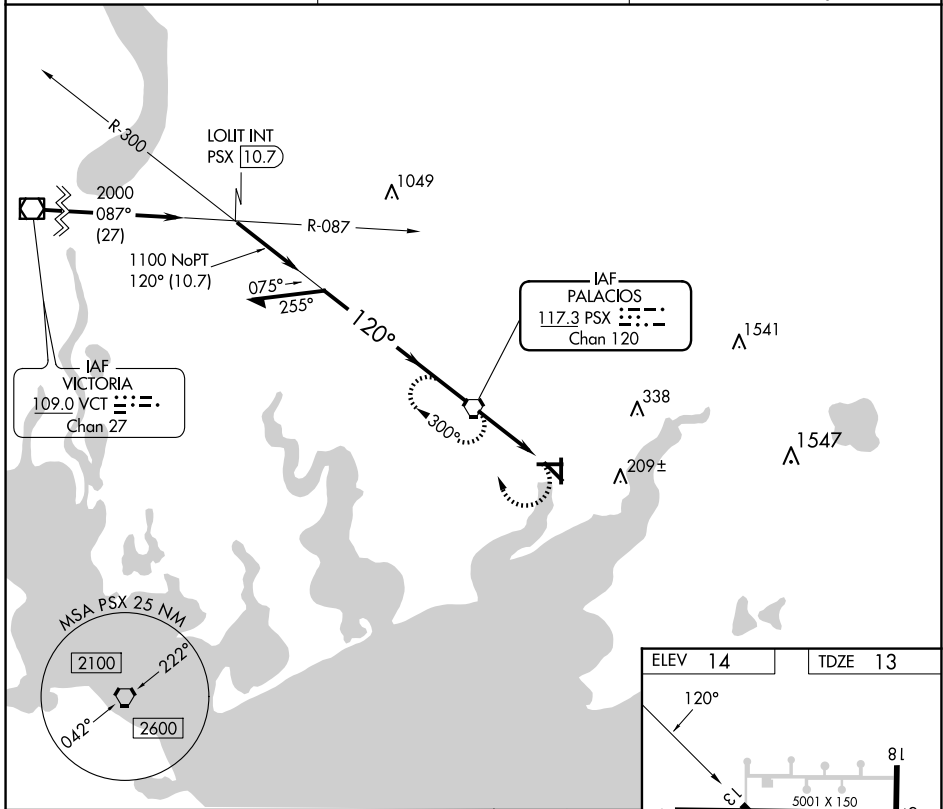 R-300
LOLIT INT
PSX 10.7
1049
2000
087°
(27)
R-087
1100 NoPT
120° (10.7)
075°
255°
120°
IAF
PALACIOS
117.3 PSX
Chan 120
1541
IAF
VICTORIA
109.0 VCT
Chan 27
338
300°
1547
209±
MSA PSX 25 NM
2100
222°
042°
2600
ELEV 14
TDZE 13
120°
18
13
5001 X 150